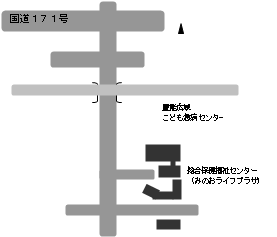 国道１７１号
豊能広域
こども急病センター
総合保健福祉センター
（みのおライフプラザ）